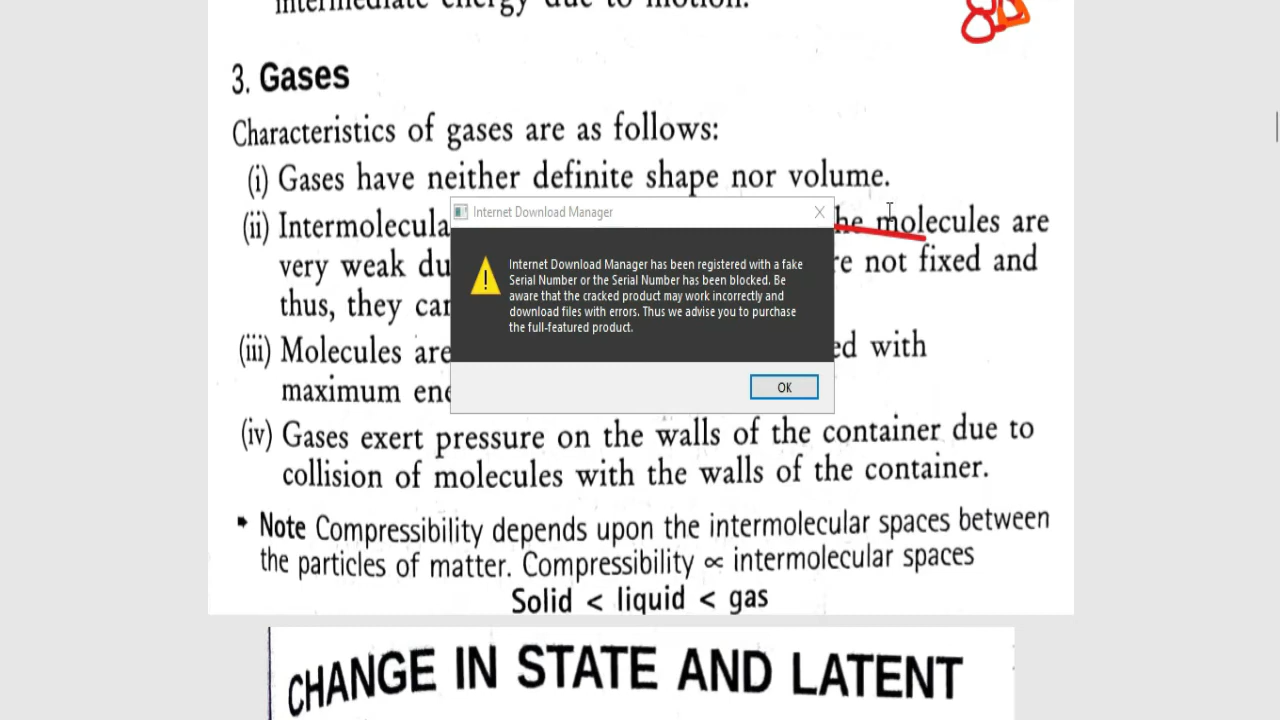 3. Gases
Characteristics of gases are as follows:
(i) Gases have neither definite shape nor volume.
(ii) Intermolecula
he molecules are
very weak du
re not fixed and
thus, they car
(iii) Molecules are
ed with
maximum ene
(iv) Gases exert pressure on the walls of the container due to
collision of molecules with the walls of the container.
Note Compressibility depends upon the intermolecular spaces between
the particles of matter. Compressibility ∝ intermolecular spaces
Solid < liquid < gas
CHANGE IN STATE AND LATENT
Internet Download Manager
Internet Download Manager has been registered with a fake
Serial Number or the Serial Number has been blocked. Be
aware that the cracked product may work incorrectly and
download files with errors. Thus we advise you to purchase
the full-featured product.
OK